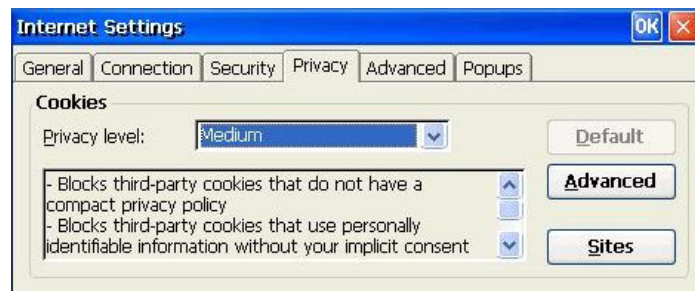 Internet Settings OK
General Connection Security Privacy Advanced Popups
Cookies
Privacy level: Medium Default
- Blocks third-party cookies that do not have a
compact privacy policy
- Blocks third-party cookies that use personally
identifiable information without your implicit consent
Advanced
Sites